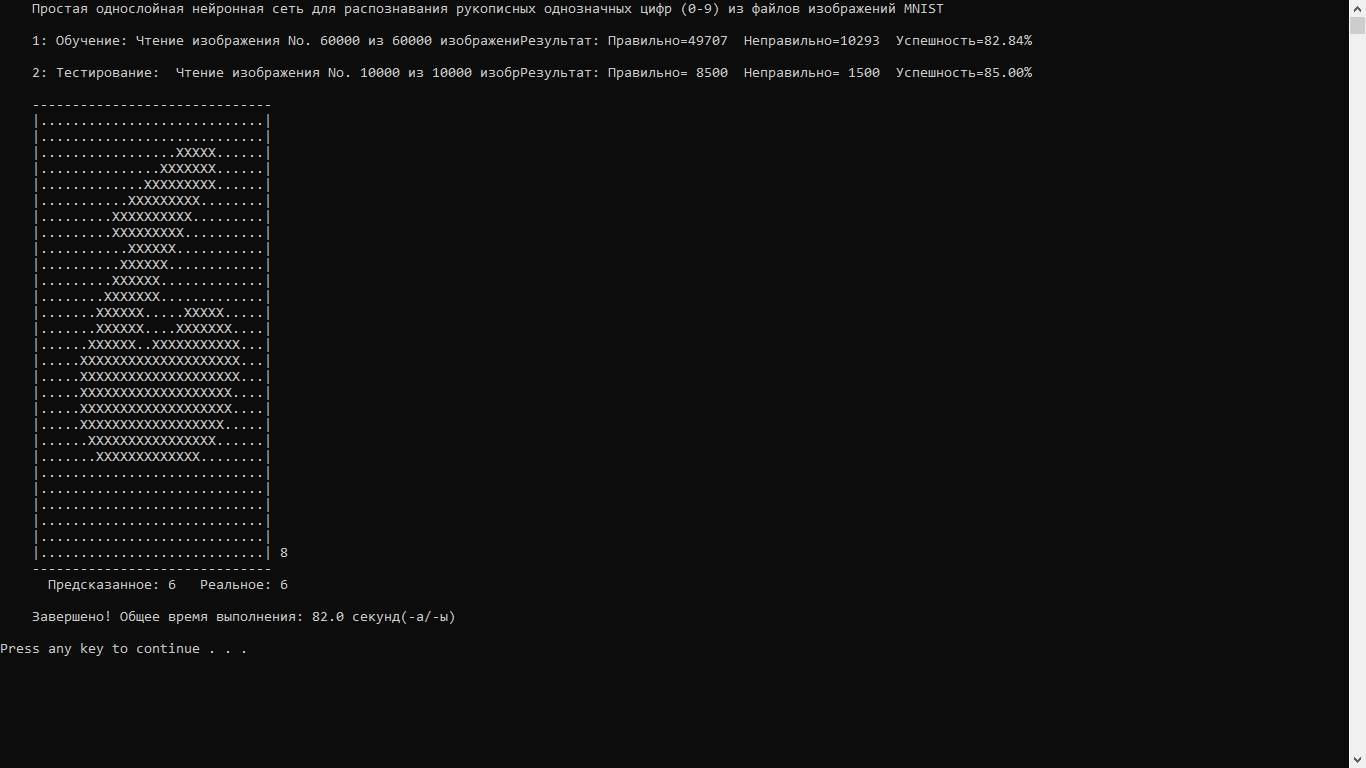 Простая однослойная нейронная сеть для распознавания рукописных однозначных цифр (0-9) из файлов изображений MNIST
1: Обучение: Чтение изображения No. 60000 из 60000 изображениРезультат: Правильно=49707  Неправильно=10293  Успешность=82.84%
2: Тестирование:  Чтение изображения No. 10000 из 10000 изобрРезультат: Правильно= 8500  Неправильно= 1500  Успешность=85.00%
------------------------------
|............................|
|............................|
|.................XXXXX......|
|...............XXXXXXX......|
|.............XXXXXXXXX......|
|...........XXXXXXXXX........|
|.........XXXXXXXXXX.........|
|.........XXXXXXXXX..........|
|...........XXXXXX...........|
|..........XXXXXX............|
|.........XXXXXX.............|
|........XXXXXXX.............|
|.......XXXXXX.....XXXXX.....|
|.......XXXXXX....XXXXXXX....|
|......XXXXXX..XXXXXXXXXXX...|
|.....XXXXXXXXXXXXXXXXXXXX...|
|.....XXXXXXXXXXXXXXXXXXXX...|
|.....XXXXXXXXXXXXXXXXXXX....|
|.....XXXXXXXXXXXXXXXXXXX....|
|.....XXXXXXXXXXXXXXXXXX.....|
|......XXXXXXXXXXXXXXXX......|
|.......XXXXXXXXXXXXX........|
|............................|
|............................|
|............................|
|............................|
|............................|
|............................| 8
------------------------------
Предсказанное: 6   Реальное: 6
Завершено! Общее время выполнения: 82.0 секунд(-а/-ы)
Press any key to continue . . .